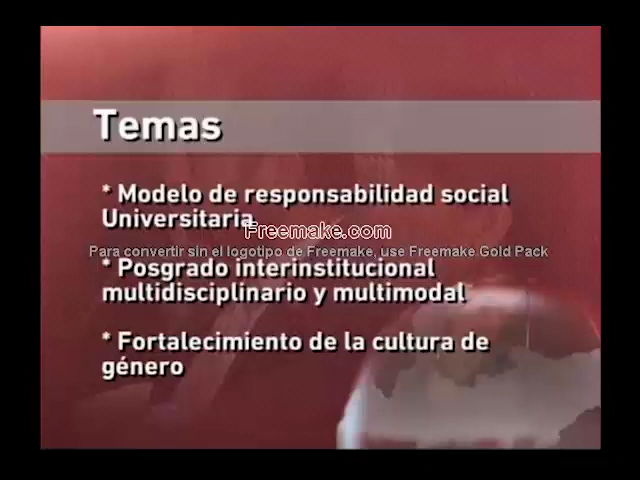 Temas
* Modelo de responsabilidad social
Universitaria
Freemake.com
Para convertir sin el logotipo de Freemake, use Freemake Gold Pack
* Posgrado interinstitucional
multidisciplinario y multimodal
* Fortalecimiento de la cultura de
género